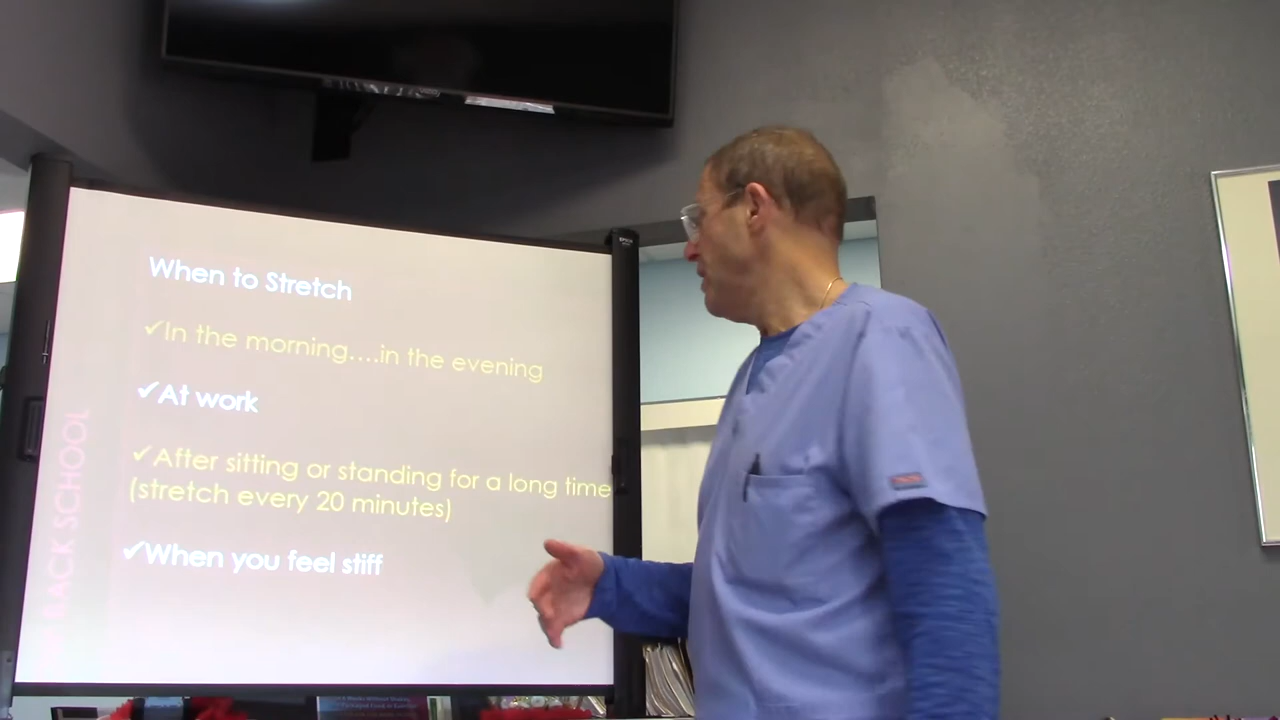 When to Stretch
✓In the morning....in the evening
✓At work
✓After sitting or standing for a long time
(stretch every 20 minutes)
✓When you feel stiff
BACK SCHOOL
EPSON